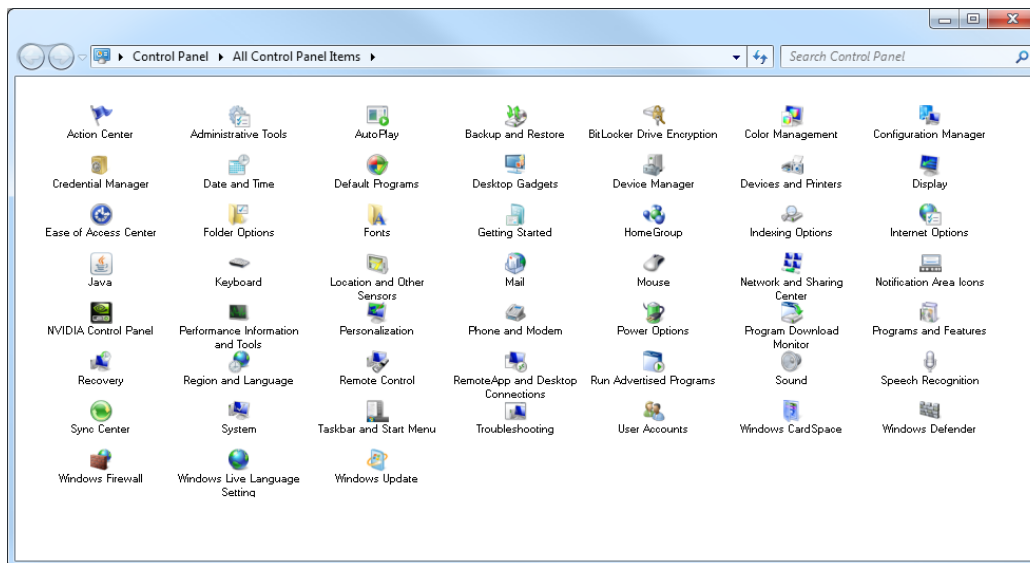 Control Panel ▸ All Control Panel Items ▸
Search Control Panel
Action Center
Administrative Tools
AutoPlay
Backup and Restore
BitLocker Drive Encryption
Color Management
Configuration Manager
Credential Manager
Date and Time
Default Programs
Desktop Gadgets
Device Manager
Devices and Printers
Display
Ease of Access Center
Folder Options
Fonts
Getting Started
HomeGroup
Indexing Options
Internet Options
Java
Keyboard
Location and Other
Sensors
Mail
Mouse
Network and Sharing
Center
Notification Area Icons
NVIDIA Control Panel
Performance Information
and Tools
Personalization
Phone and Modem
Power Options
Program Download
Monitor
Programs and Features
Recovery
Region and Language
Remote Control
RemoteApp and Desktop
Connections
Run Advertised Programs
Sound
Speech Recognition
Sync Center
System
Taskbar and Start Menu
Troubleshooting
User Accounts
Windows CardSpace
Windows Defender
Windows Firewall
Windows Live Language
Setting
Windows Update